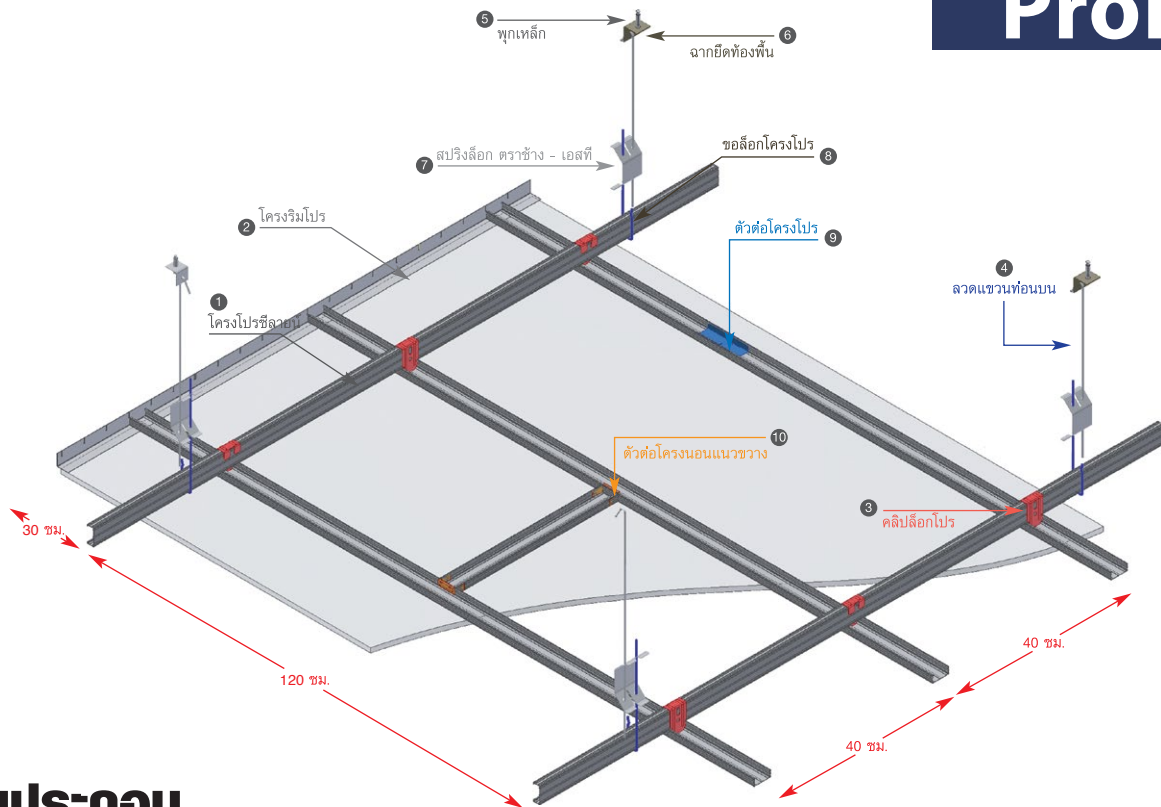 5
พุกเหล็ก
6
ฉากยึดท้องพื้น
7 สปริงล็อก ตราช้าง - เอสที
ขอล็อกโครงโปร 8
2 โครงริมโปร
ตัวต่อโครงโปร 9
4
ลวดแขวนท่อนบน
1
โครงโปรซีลายน์
10
ตัวต่อโครงนอนแนวขวาง
3
คลิปล็อกโปร
30 ซม.
120 ซม.
40 ซม.
40 ซม.